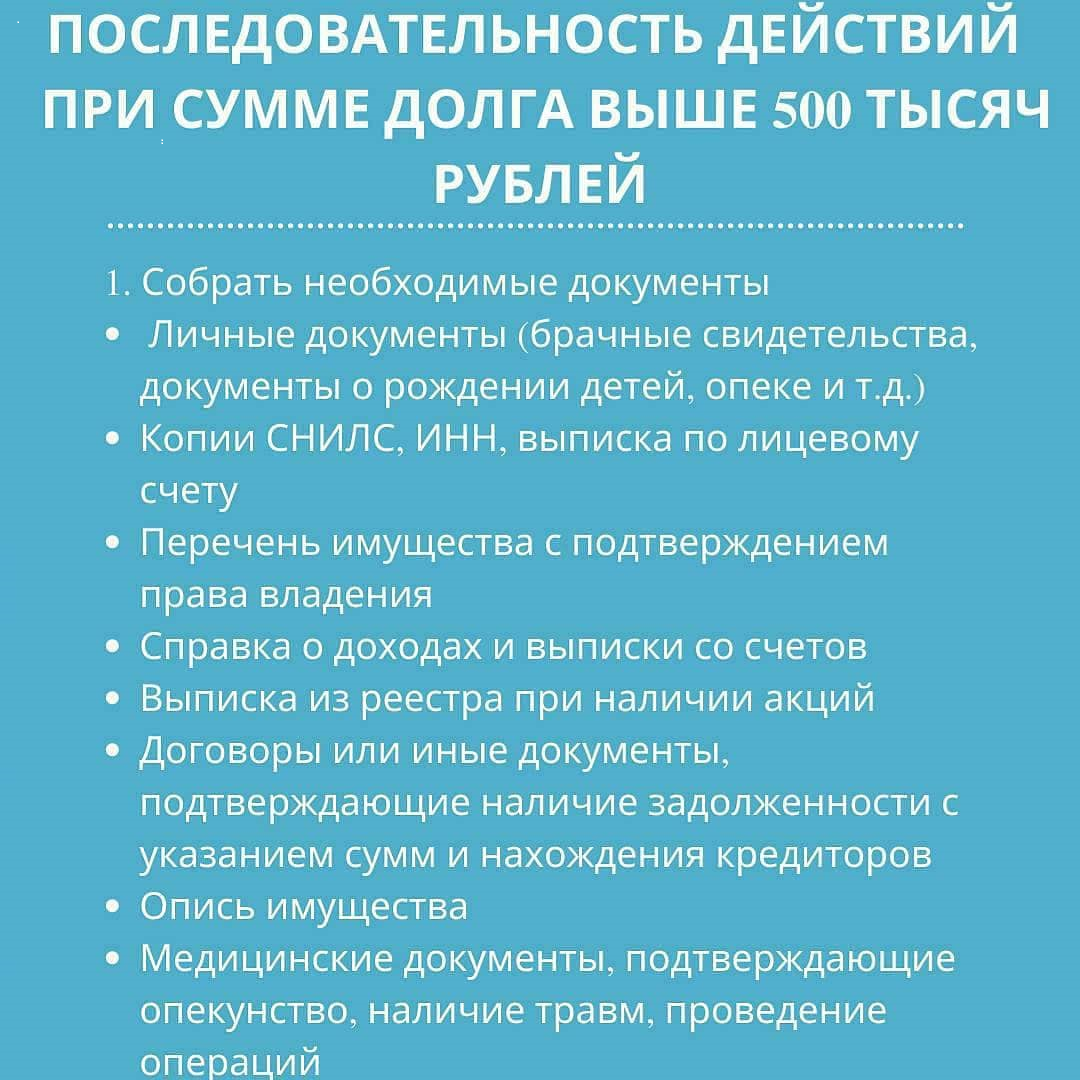 ПОСЛЕДОВАТЕЛЬНОСТЬ ДЕЙСТВИЙ
ПРИ СУММЕ ДОЛГА ВЫШЕ 500 ТЫСЯЧ
РУБЛЕЙ
1. Собрать необходимые документы
• Личные документы (брачные свидетельства,
документы о рождении детей, опеке и т.д.)
• Копии СНИЛС, ИНН, выписка по лицевому
счету
• Перечень имущества с подтверждением
права владения
• Справка о доходах и выписки со счетов
• Выписка из реестра при наличии акций
• Договоры или иные документы,
подтверждающие наличие задолженности с
указанием сумм и нахождения кредиторов
• Опись имущества
• Медицинские документы, подтверждающие
опекунство, наличие травм, проведение
операций